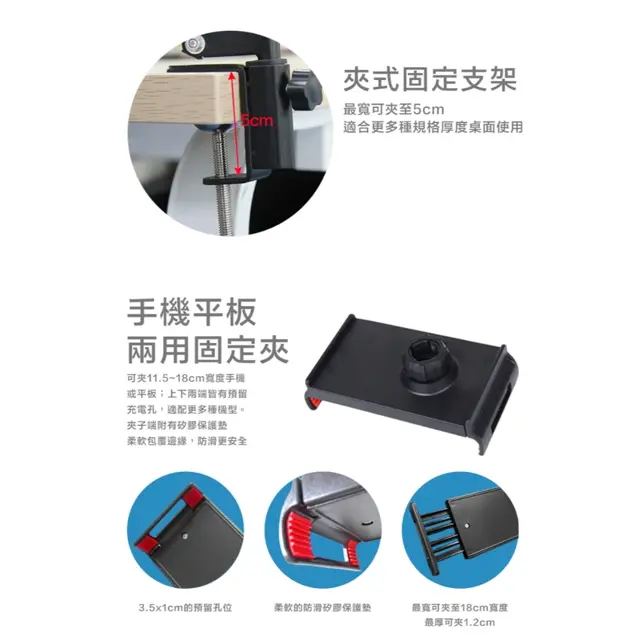 5cm
夾式固定支架
最寬可夾至5cm
適合更多種規格厚度桌面使用
手機平板
兩用固定夾
可夾11.5~18cm寬度手機
或平板；上下兩端皆有預留
充電孔，適配更多種機型。
夾子端附有矽膠保護墊
柔軟包覆邊緣，防滑更安全
3.5x1cm的預留孔位
柔軟的防滑矽膠保護墊
最寬可夾至18cm寬度
最厚可夾1.2cm